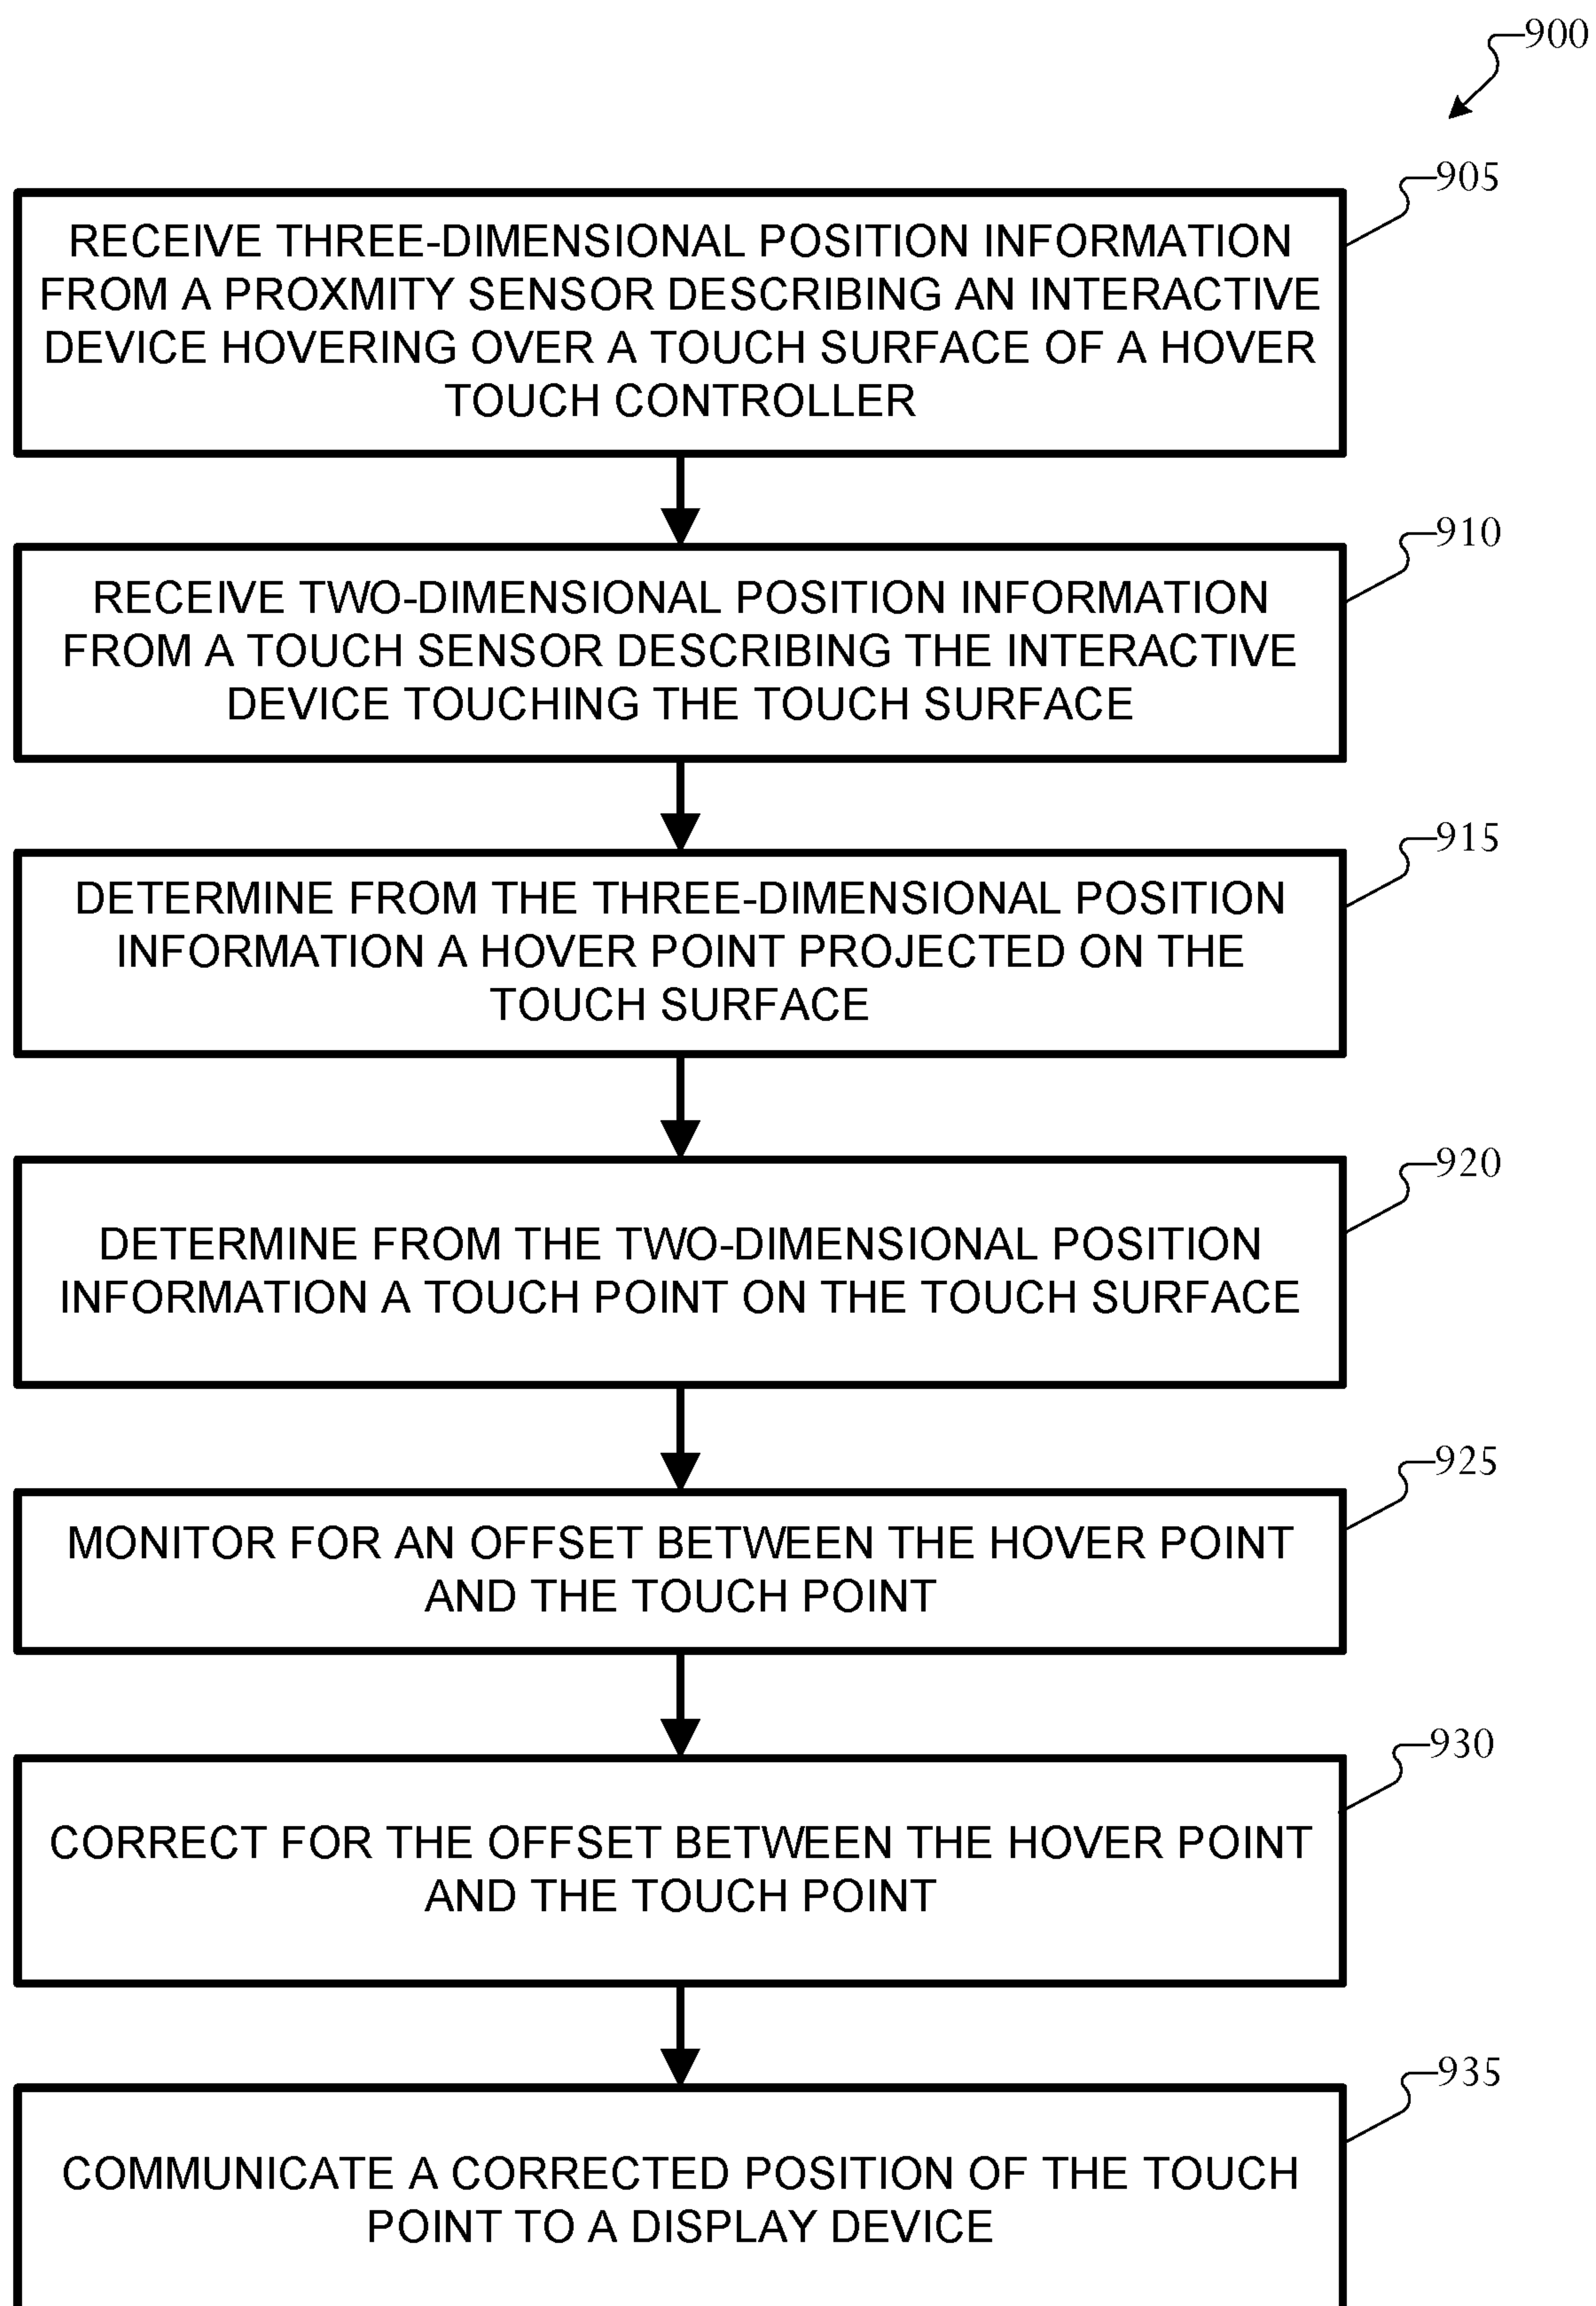 900
905
RECEIVE THREE-DIMENSIONAL POSITION INFORMATION
FROM A PROXMITY SENSOR DESCRIBING AN INTERACTIVE
DEVICE HOVERING OVER A TOUCH SURFACE OF A HOVER
TOUCH CONTROLLER
910
RECEIVE TWO-DIMENSIONAL POSITION INFORMATION
FROM A TOUCH SENSOR DESCRIBING THE INTERACTIVE
DEVICE TOUCHING THE TOUCH SURFACE
915
DETERMINE FROM THE THREE-DIMENSIONAL POSITION
INFORMATION A HOVER POINT PROJECTED ON THE
TOUCH SURFACE
920
DETERMINE FROM THE TWO-DIMENSIONAL POSITION
INFORMATION A TOUCH POINT ON THE TOUCH SURFACE
925
MONITOR FOR AN OFFSET BETWEEN THE HOVER POINT
AND THE TOUCH POINT
930
CORRECT FOR THE OFFSET BETWEEN THE HOVER POINT
AND THE TOUCH POINT
935
COMMUNICATE A CORRECTED POSITION OF THE TOUCH
POINT TO A DISPLAY DEVICE